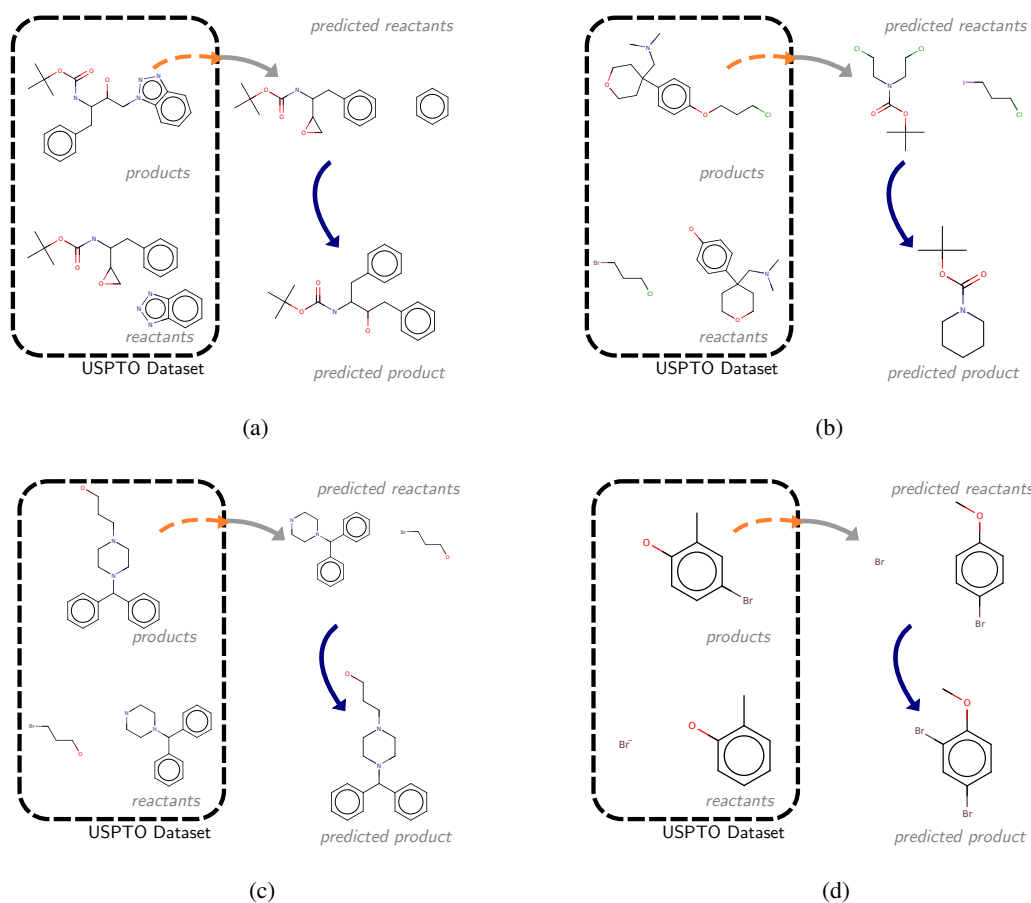 predicted reactants
products
reactants
USPTO Dataset
predicted product
(a)
predicted reactants
products
reactants
USPTO Dataset
predicted product
(b)
predicted reactants
products
reactants
USPTO Dataset
predicted product
(c)
predicted reactants
products
reactants
USPTO Dataset
predicted product
(d)